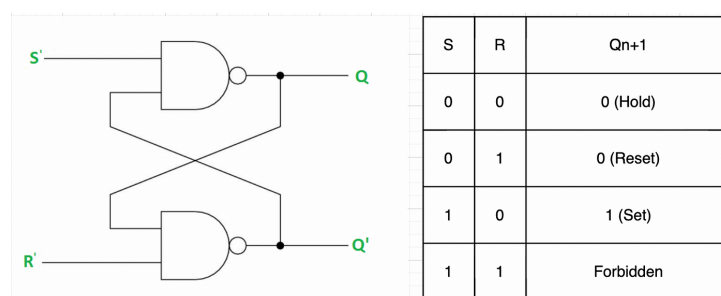 S'
Q
R'
Q'
S R Qn+1
0 0 0 (Hold)
0 1 0 (Reset)
1 0 1 (Set)
1 1 Forbidden